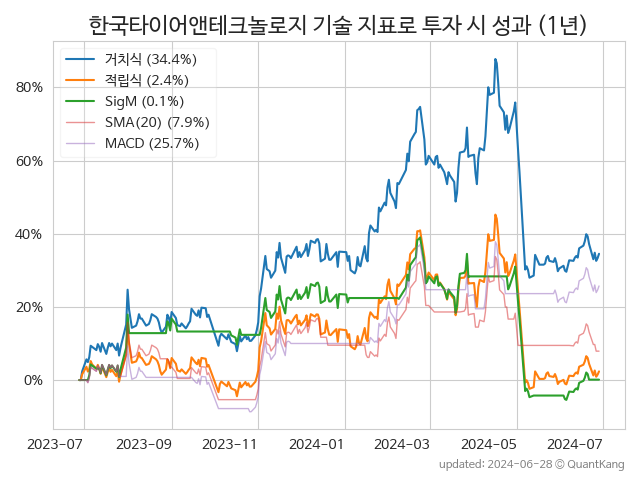 한국타이어앤테크놀로지 기술 지표로 투자 시 성과 (1년)
거치식 (34.4%)
적립식 (2.4%)
SigM (0.1%)
SMA(20) (7.9%)
MACD (25.7%)
80%
60%
40%
20%
0%
2023-07 2023-09 2023-11 2024-01 2024-03 2024-05 2024-07
updated: 2024-06-28 © QuantKang